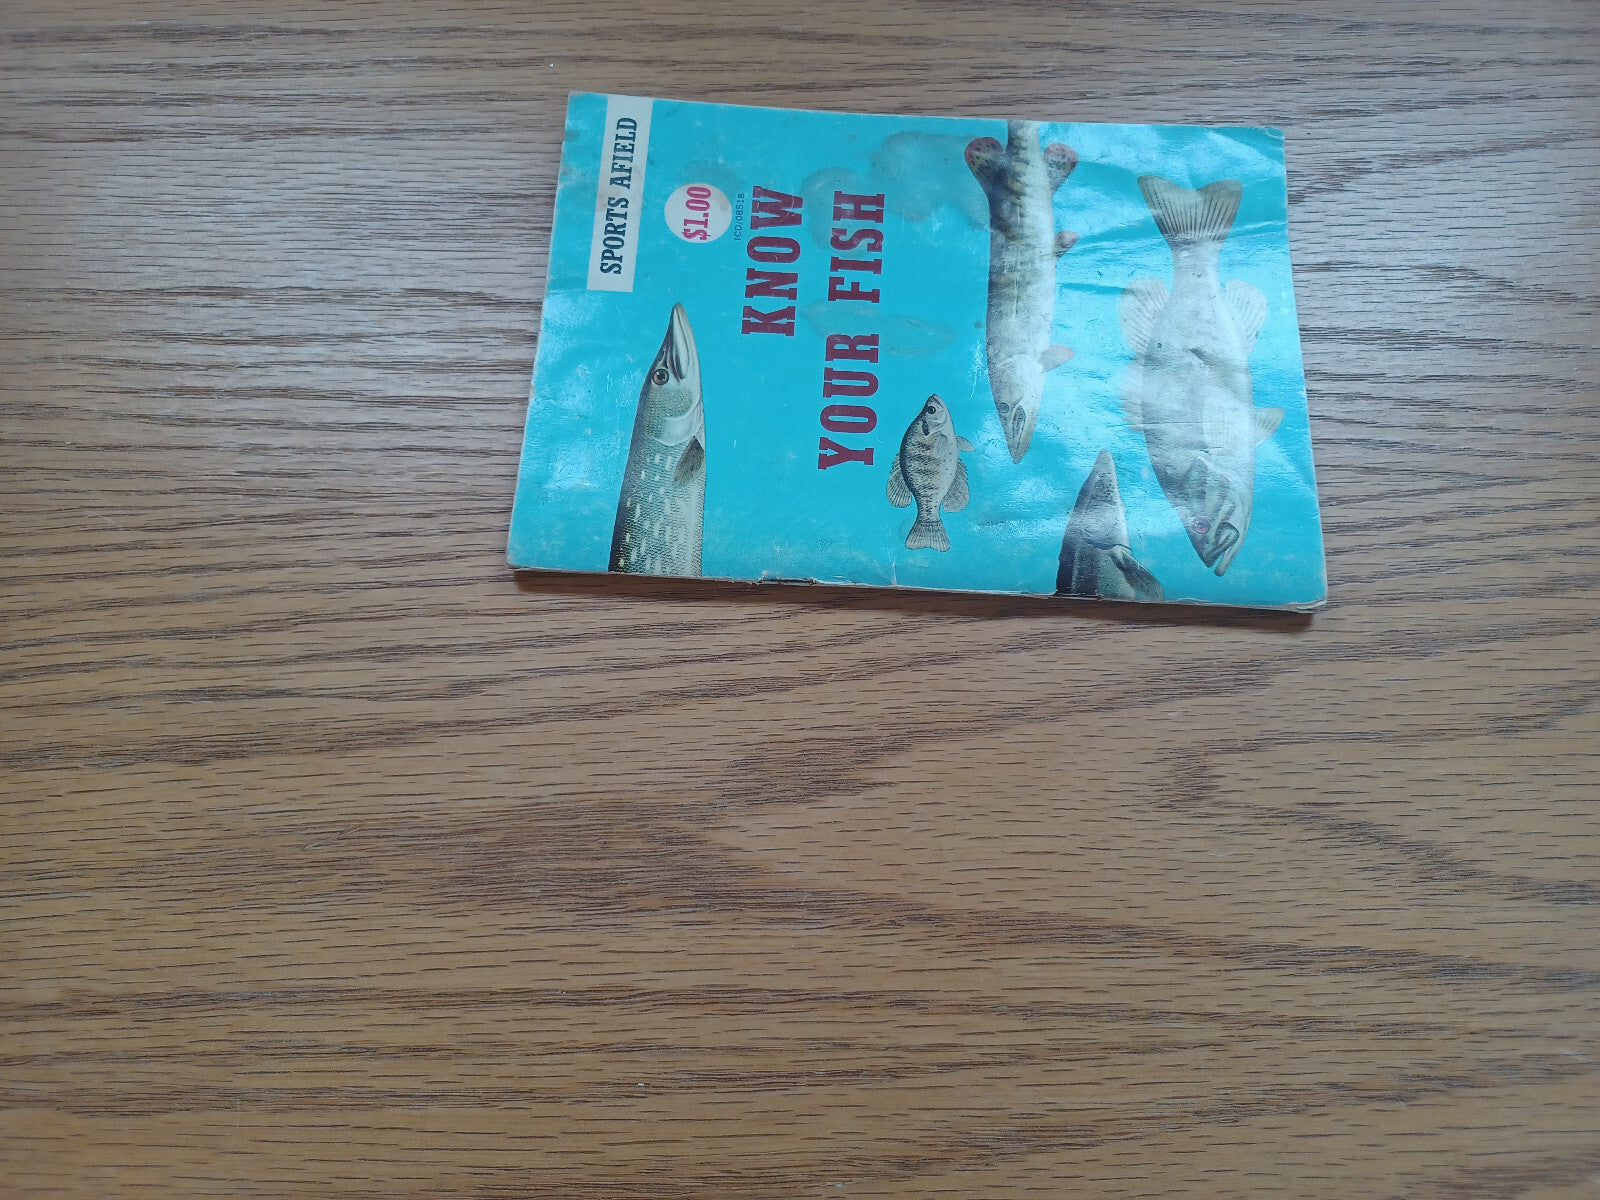 SPORTS AFIELD
$1.00
ICD/08518
KNOW
YOUR FISH